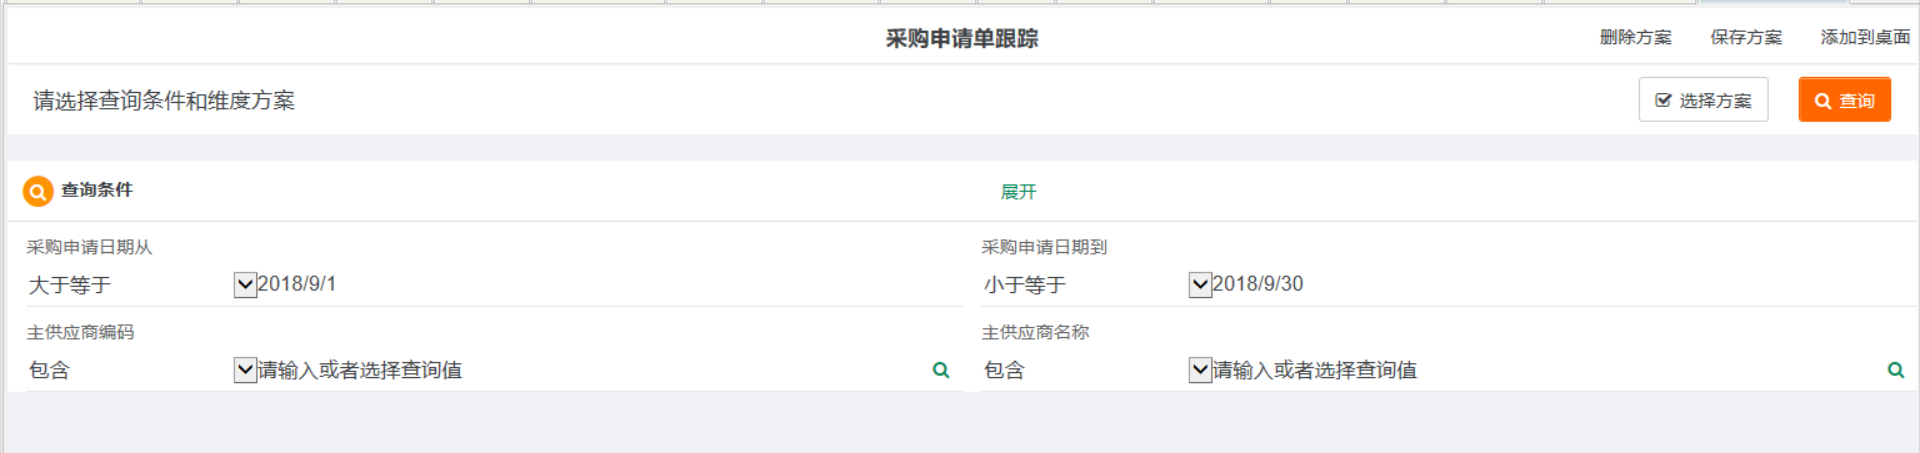 采购申请单跟踪
删除方案 保存方案 添加到桌面
请选择查询条件和维度方案
选择方案 查询
查询条件 展开
采购申请日期从 采购申请日期到
大于等于 2018/9/1 小于等于 2018/9/30
主供应商编码 主供应商名称
包含 请输入或者选择查询值 包含 请输入或者选择查询值